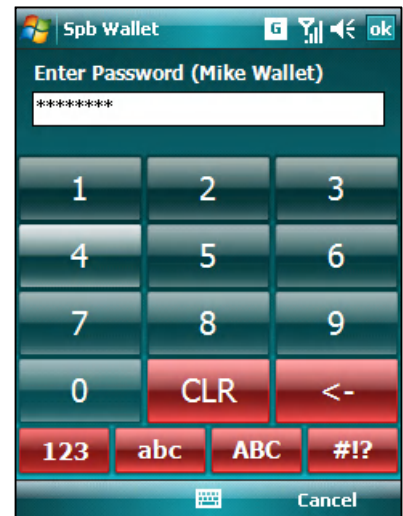 Spb Wallet G ok
Enter Password (Mike Wallet)
********
1 2 3
4 5 6
7 8 9
0 CLR <-
123 abc ABC #!?
Cancel